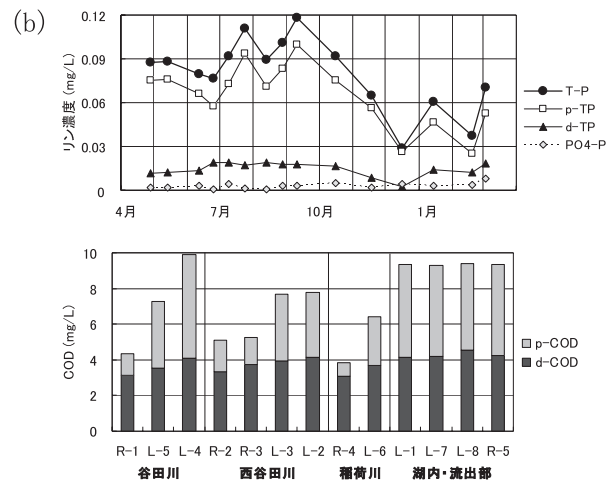 (b)
リン濃度 (mg/L)
0.12
0.09
0.06
0.03
0
4月 7月 10月 1月
T-P
p-TP
d-TP
PO4-P
COD (mg/L)
10
8
6
4
2
0
p-COD
d-COD
R-1 L-5 L-4 R-2 R-3 L-3 L-2 R-4 L-6 L-1 L-7 L-8 R-5
谷田川 西谷田川 稲荷川 湖内・流出部